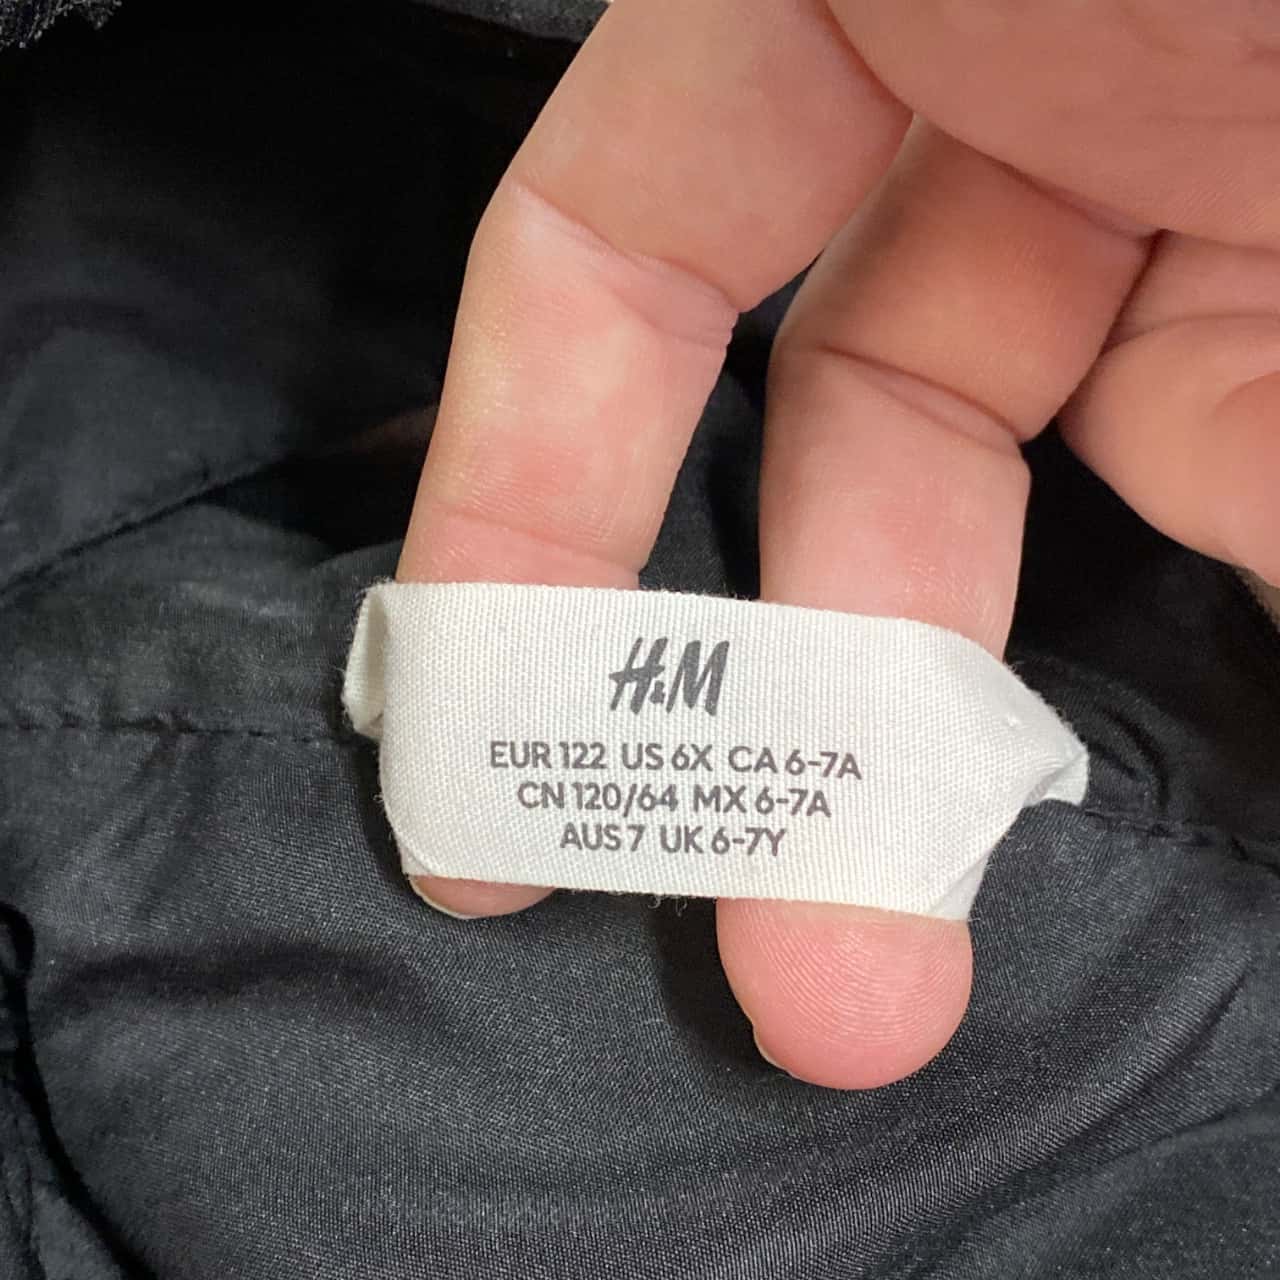 H&M
EUR 122 US 6X CA 6-7A
CN 120/64 MX 6-7A
AUS 7 UK 6-7Y